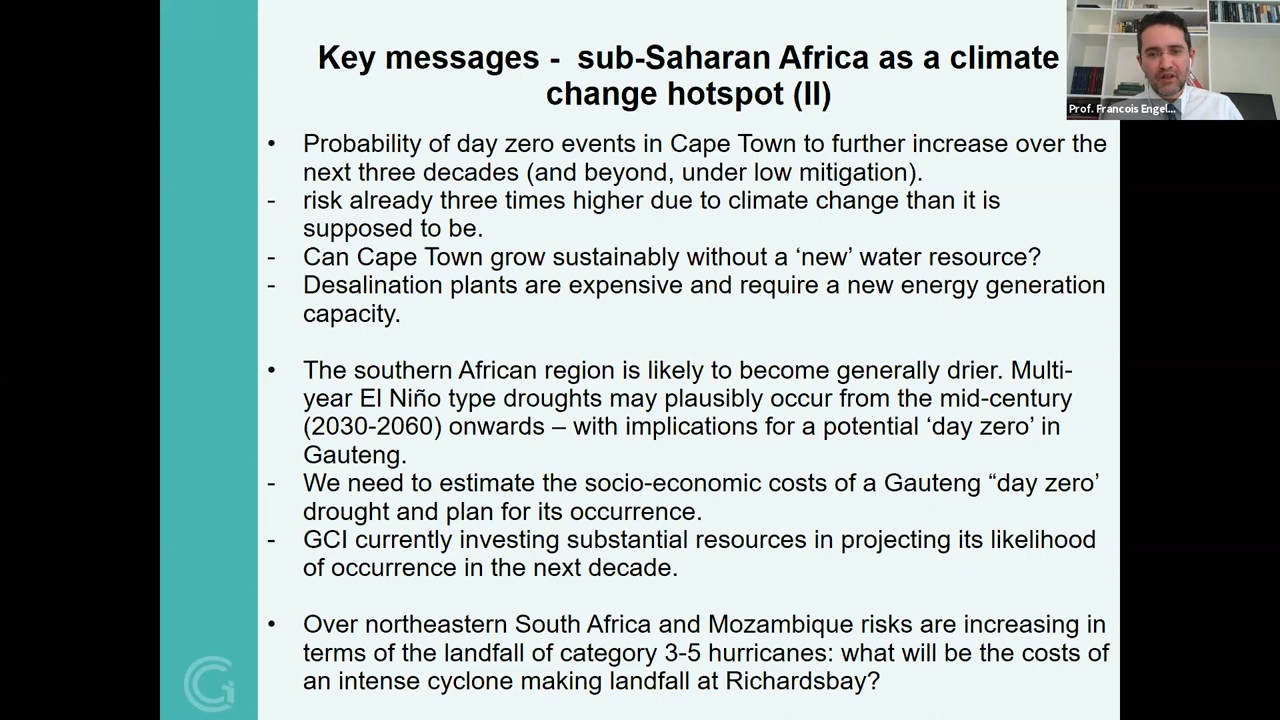 Key messages -  sub-Saharan Africa as a climate
change hotspot (II)
Prof. Francois Engel...
• Probability of day zero events in Cape Town to further increase over the
next three decades (and beyond, under low mitigation).
- risk already three times higher due to climate change than it is
supposed to be.
- Can Cape Town grow sustainably without a ‘new’ water resource?
- Desalination plants are expensive and require a new energy generation
capacity.
• The southern African region is likely to become generally drier. Multi-
year El Niño type droughts may plausibly occur from the mid-century
(2030-2060) onwards – with implications for a potential ‘day zero’ in
Gauteng.
- We need to estimate the socio-economic costs of a Gauteng “day zero’
drought and plan for its occurrence.
- GCI currently investing substantial resources in projecting its likelihood
of occurrence in the next decade.
• Over northeastern South Africa and Mozambique risks are increasing in
terms of the landfall of category 3-5 hurricanes: what will be the costs of
an intense cyclone making landfall at Richardsbay?